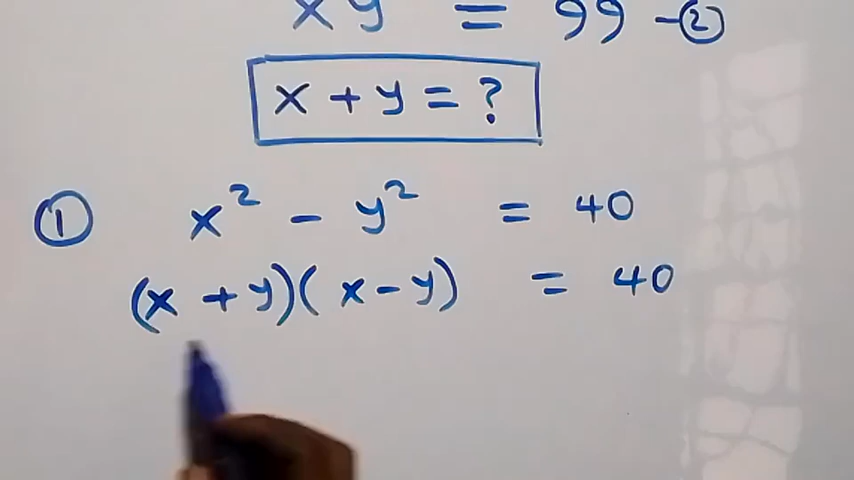 xy = 99 - ②
x + y = ?
① x² - y² = 40
(x + y)(x - y) = 40